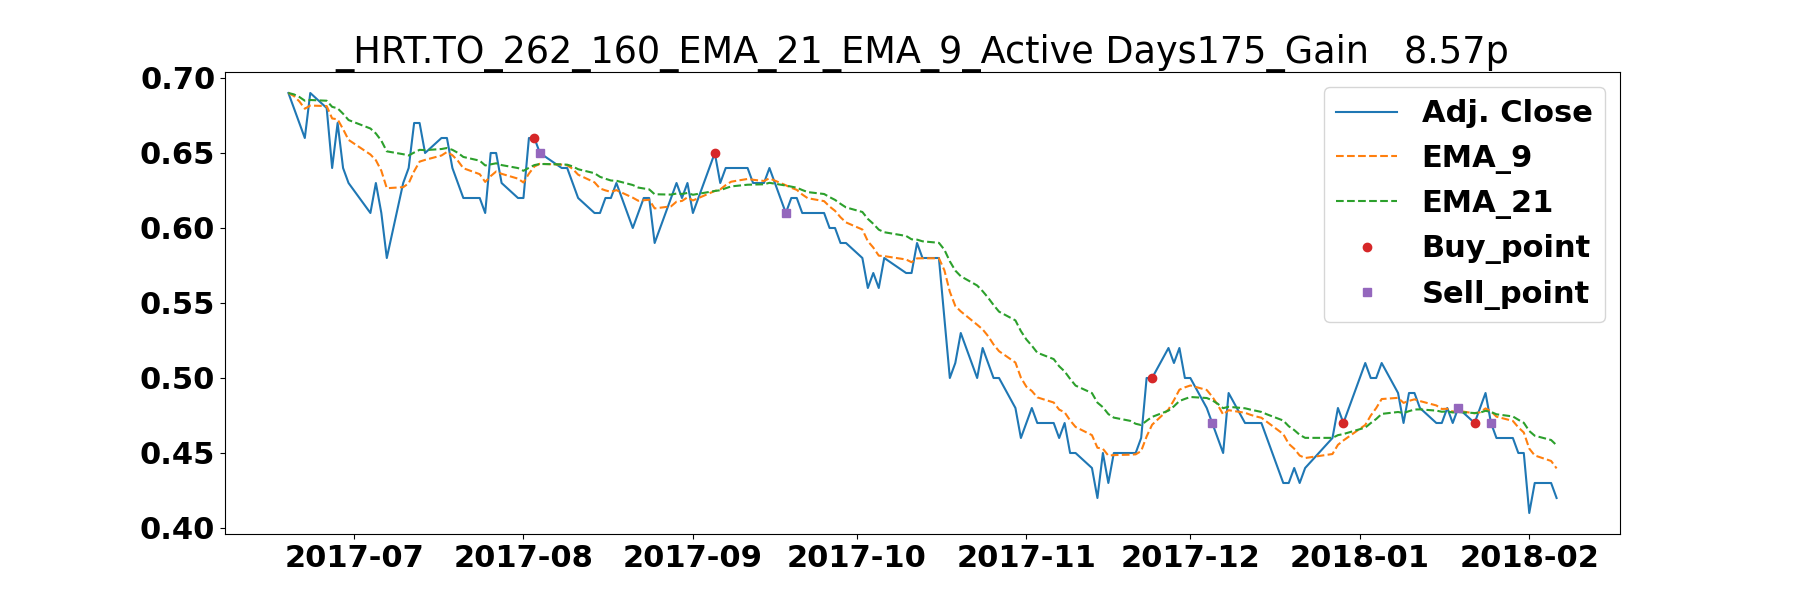 _HRT.TO_262_160_EMA_21_EMA_9_Active Days175_Gain   8.57p
0.70
0.65
0.60
0.55
0.50
0.45
0.40
Adj. Close
EMA_9
EMA_21
Buy_point
Sell_point
2017-07 2017-08 2017-09 2017-10 2017-11 2017-12 2018-01 2018-02